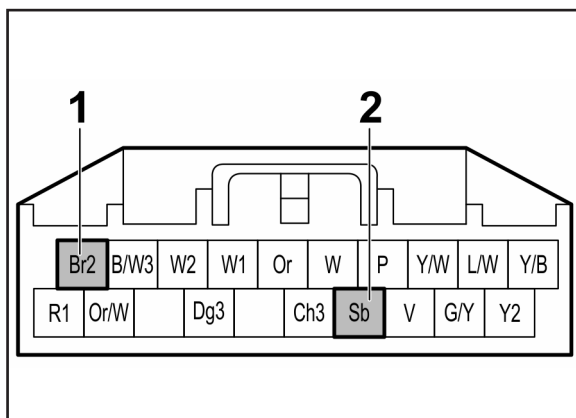 1 2
Br2 B/W3 W2 W1 Or W P Y/W L/W Y/B
R1 Or/W Dg3 Ch3 Sb V G/Y Y2